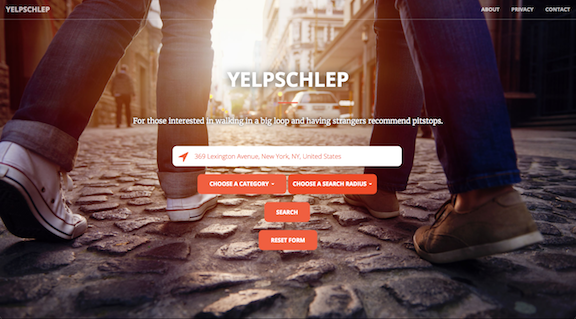 YELPSCHLEP
ABOUT PRIVACY CONTACT
YELPSCHLEP
For those interested in walking in a big loop and having strangers recommend pitstops.
369 Lexington Avenue, New York, NY, United States
CHOOSE A CATEGORY CHOOSE A SEARCH RADIUS
SEARCH
RESET FORM